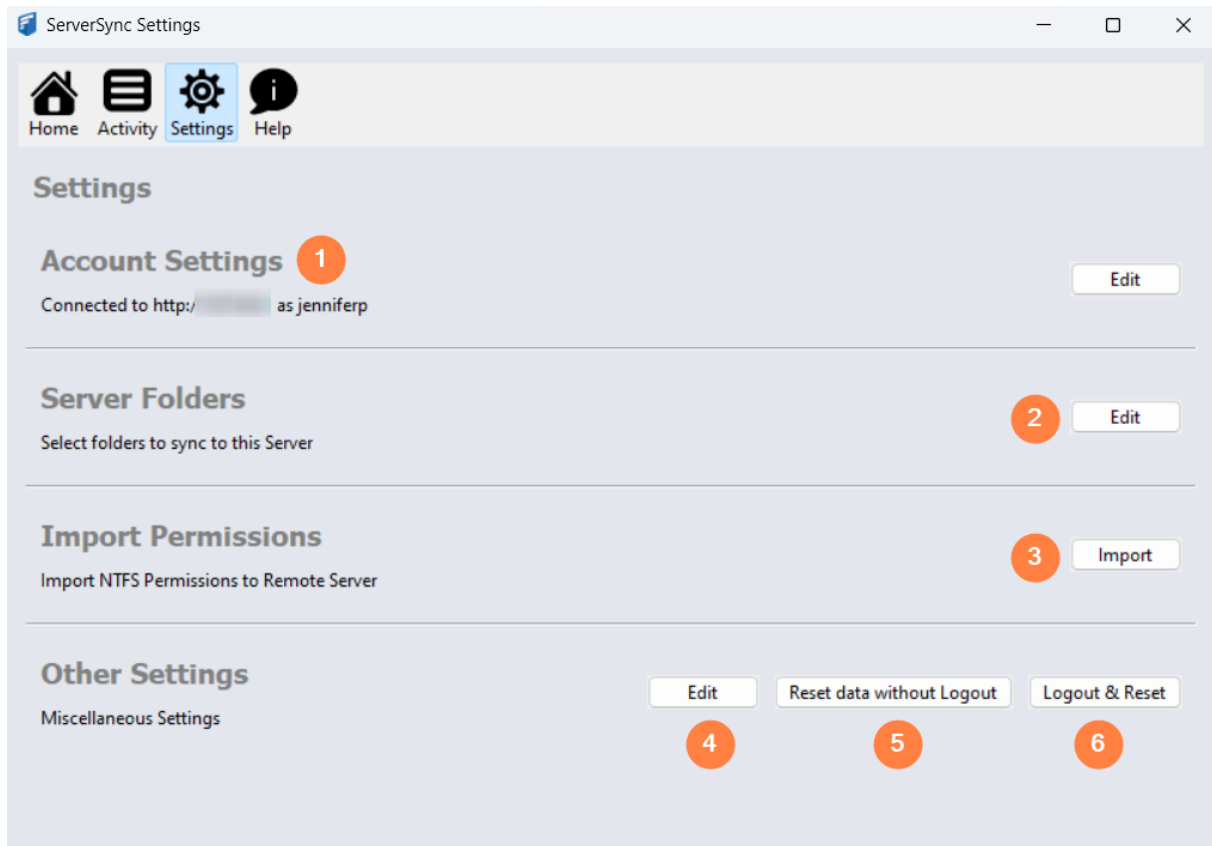 ServerSync Settings
Home Activity Settings Help
Settings
Account Settings 1
Edit
Connected to http:/ as jenniferp
Server Folders
2 Edit
Select folders to sync to this Server
Import Permissions
3 Import
Import NTFS Permissions to Remote Server
Other Settings
Edit Reset data without Logout Logout & Reset
Miscellaneous Settings
4 5 6